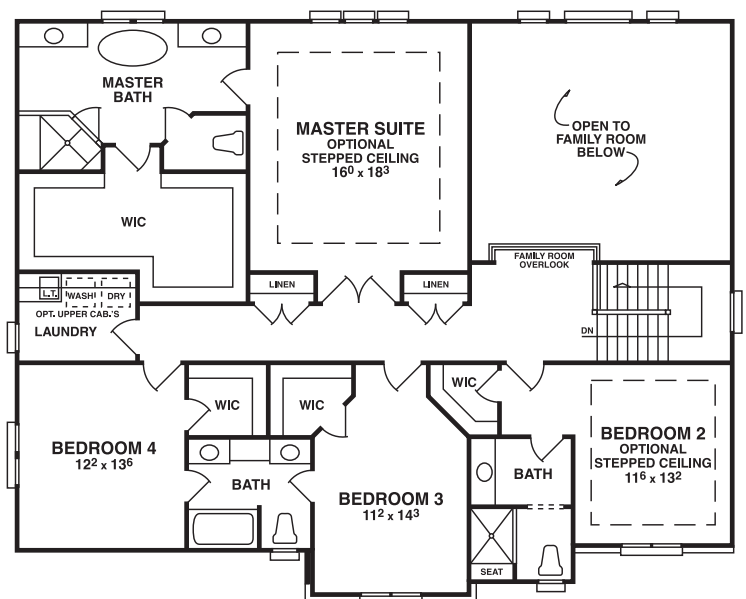 MASTER
BATH
MASTER SUITE
OPTIONAL
STEPPED CEILING
16⁰ x 18³
OPEN TO
FAMILY ROOM
BELOW
WIC
FAMILY ROOM
OVERLOOK
LINEN
LINEN
L.T.
WASH
DRY
OPT. UPPER CAB.'S
LAUNDRY
DN
WIC
WIC
WIC
BEDROOM 4
12² x 13⁶
BATH
BEDROOM 3
11² x 14³
BATH
BEDROOM 2
OPTIONAL
STEPPED CEILING
11⁶ x 13²
SEAT